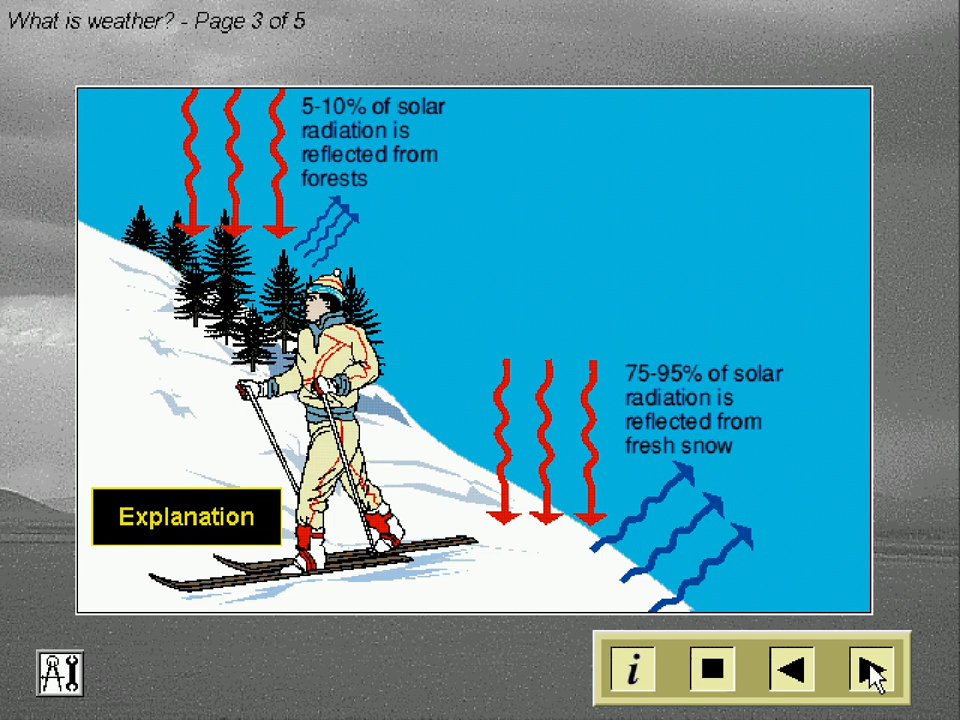 What is weather? - Page 3 of 5
5-10% of solar
radiation is
reflected from
forests
75-95% of solar
radiation is
reflected from
fresh snow
Explanation
i